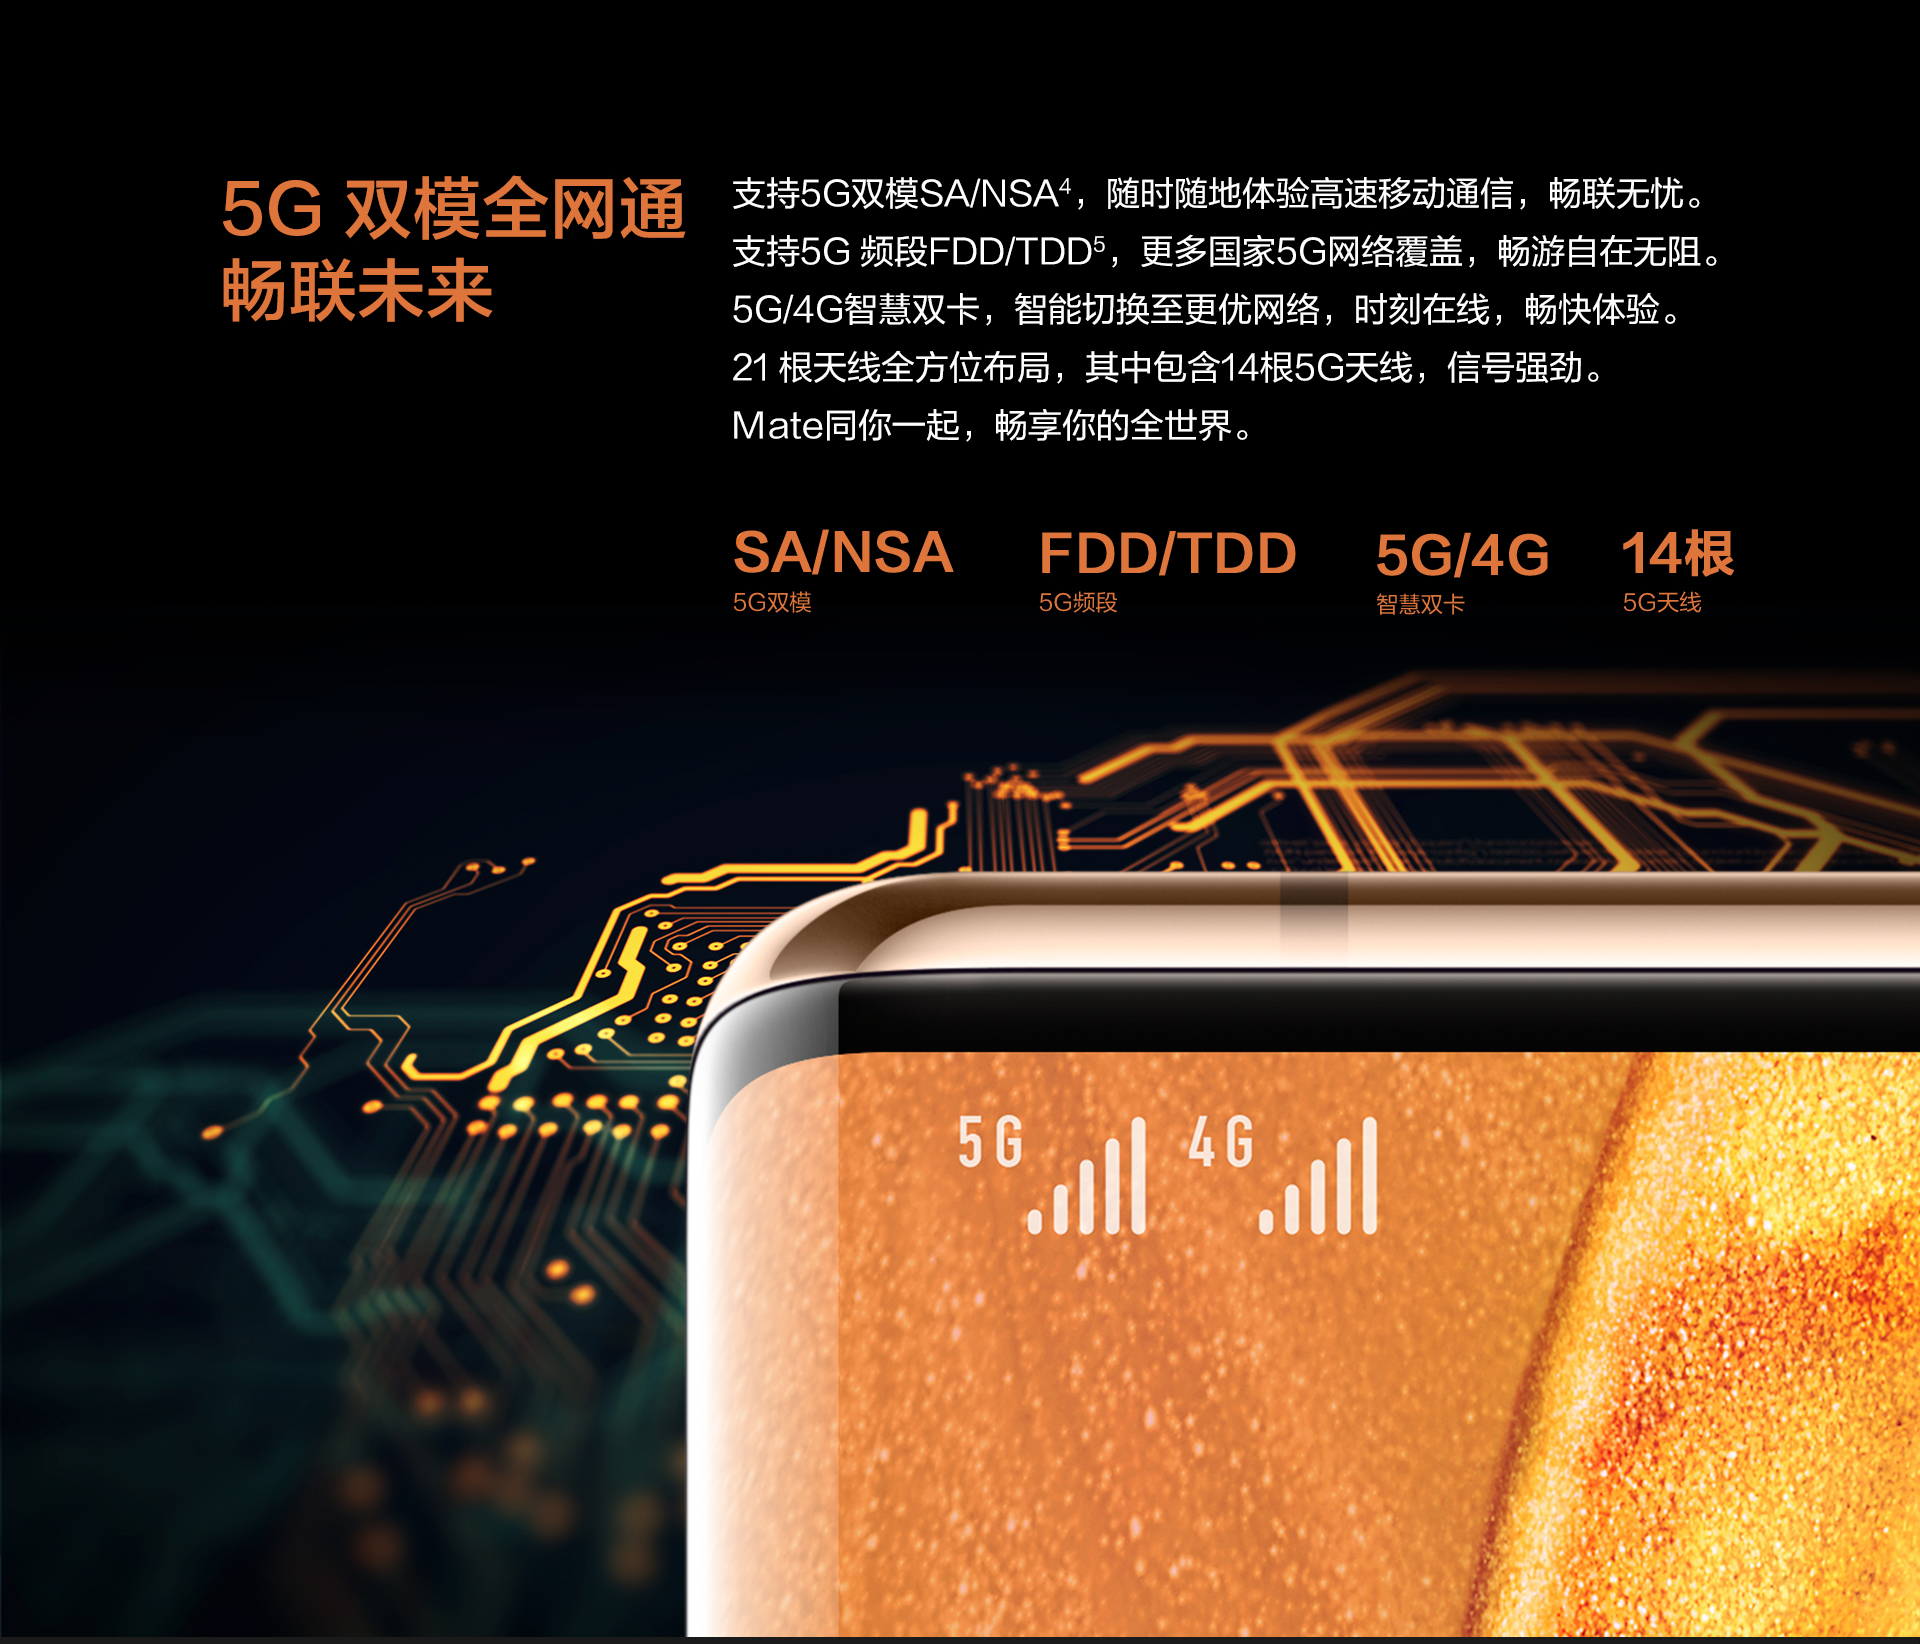 5G 双模全网通
畅联未来
支持5G双模SA/NSA⁴，随时随地体验高速移动通信，畅联无忧。
支持5G 频段FDD/TDD⁵，更多国家5G网络覆盖，畅游自在无阻。
5G/4G智慧双卡，智能切换至更优网络，时刻在线，畅快体验。
21 根天线全方位布局，其中包含14根5G天线，信号强劲。
Mate同你一起，畅享你的全世界。
SA/NSA
5G双模
FDD/TDD
5G频段
5G/4G
智慧双卡
14根
5G天线
5G 4G